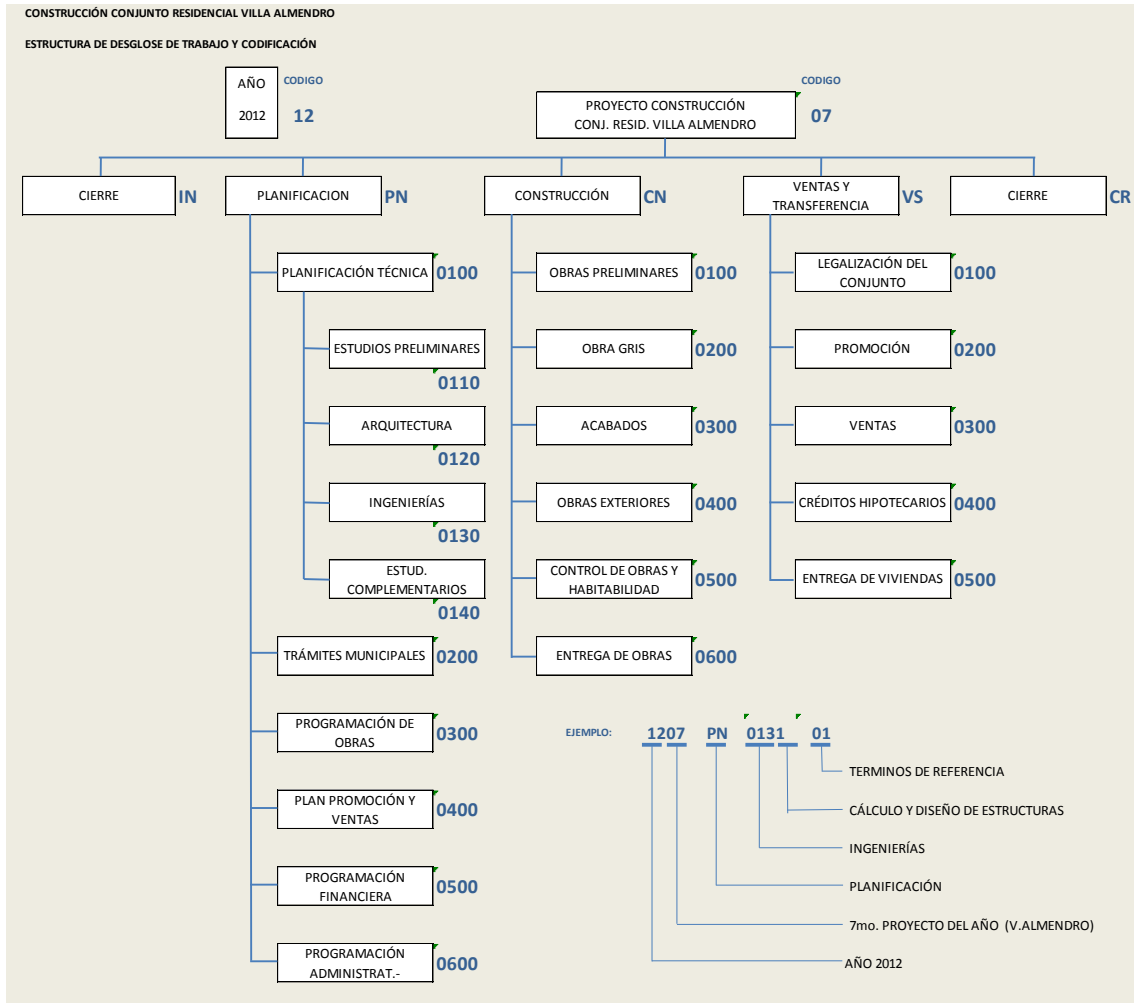 CONSTRUCCIÓN CONJUNTO RESIDENCIAL VILLA ALMENDRO
ESTRUCTURA DE DESGLOSE DE TRABAJO Y CODIFICACIÓN
AÑO
2012
CODIGO
12
PROYECTO CONSTRUCCIÓN
CONJ. RESID. VILLA ALMENDRO
CODIGO
07
CIERRE
IN
PLANIFICACION
PN
CONSTRUCCIÓN
CN
VENTAS Y
TRANSFERENCIA
VS
CIERRE
CR
PLANIFICACIÓN TÉCNICA
0100
ESTUDIOS PRELIMINARES
0110
ARQUITECTURA
0120
INGENIERÍAS
0130
ESTUD.
COMPLEMENTARIOS
0140
TRÁMITES MUNICIPALES
0200
PROGRAMACIÓN DE
OBRAS
0300
PLAN PROMOCIÓN Y
VENTAS
0400
PROGRAMACIÓN
FINANCIERA
0500
PROGRAMACIÓN
ADMINISTRAT.-
0600
OBRAS PRELIMINARES
0100
OBRA GRIS
0200
ACABADOS
0300
OBRAS EXTERIORES
0400
CONTROL DE OBRAS Y
HABITABILIDAD
0500
ENTREGA DE OBRAS
0600
LEGALIZACIÓN DEL
CONJUNTO
0100
PROMOCIÓN
0200
VENTAS
0300
CRÉDITOS HIPOTECARIOS
0400
ENTREGA DE VIVIENDAS
0500
EJEMPLO: 1207 PN 0131 01
TERMINOS DE REFERENCIA
CÁLCULO Y DISEÑO DE ESTRUCTURAS
INGENIERÍAS
PLANIFICACIÓN
7mo. PROYECTO DEL AÑO (V.ALMENDRO)
AÑO 2012